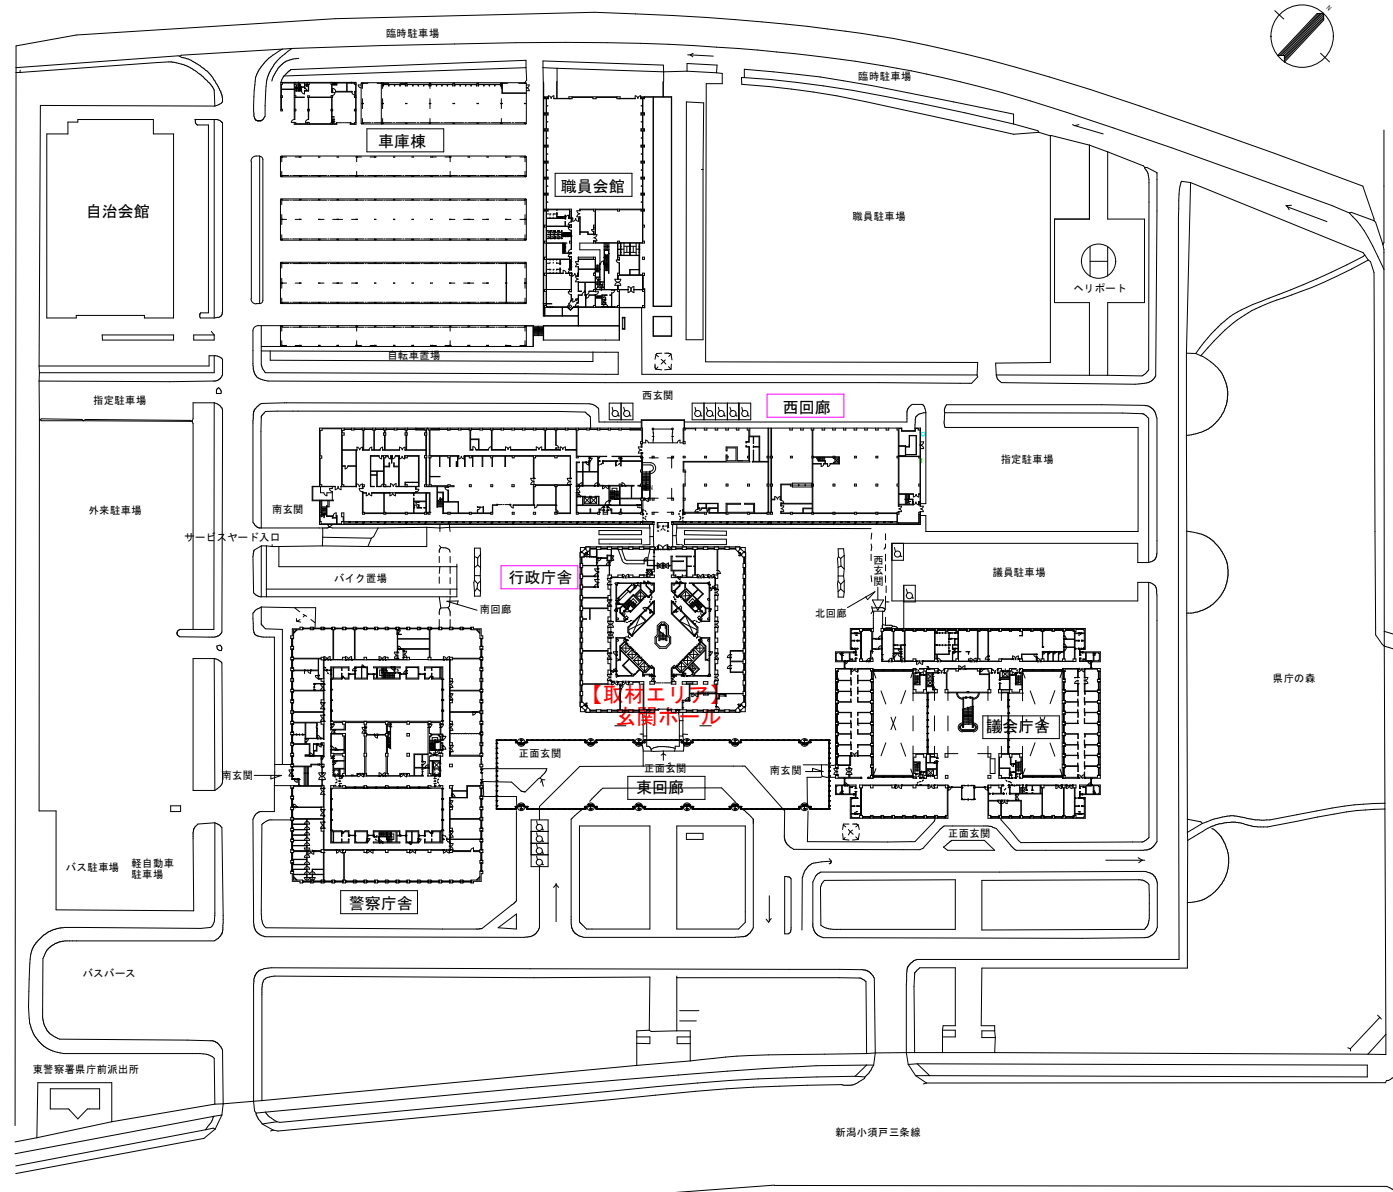 臨時駐車場
N
臨時駐車場
車庫棟
職員会館
自治会館
職員駐車場
ヘリポート
自転車置場
西玄関
指定駐車場
西回廊
指定駐車場
外来駐車場
南玄関
サービスヤード入口
バイク置場
行政庁舎
西玄関
議員駐車場
南回廊
北回廊
県庁の森
【取材エリア】
玄関ホール
議会庁舎
正面玄関
正面玄関
南玄関
南玄関
東回廊
正面玄関
バス駐車場
軽自動車
駐車場
警察庁舎
バスバース
東警察署県庁前派出所
新潟小須戸三条線